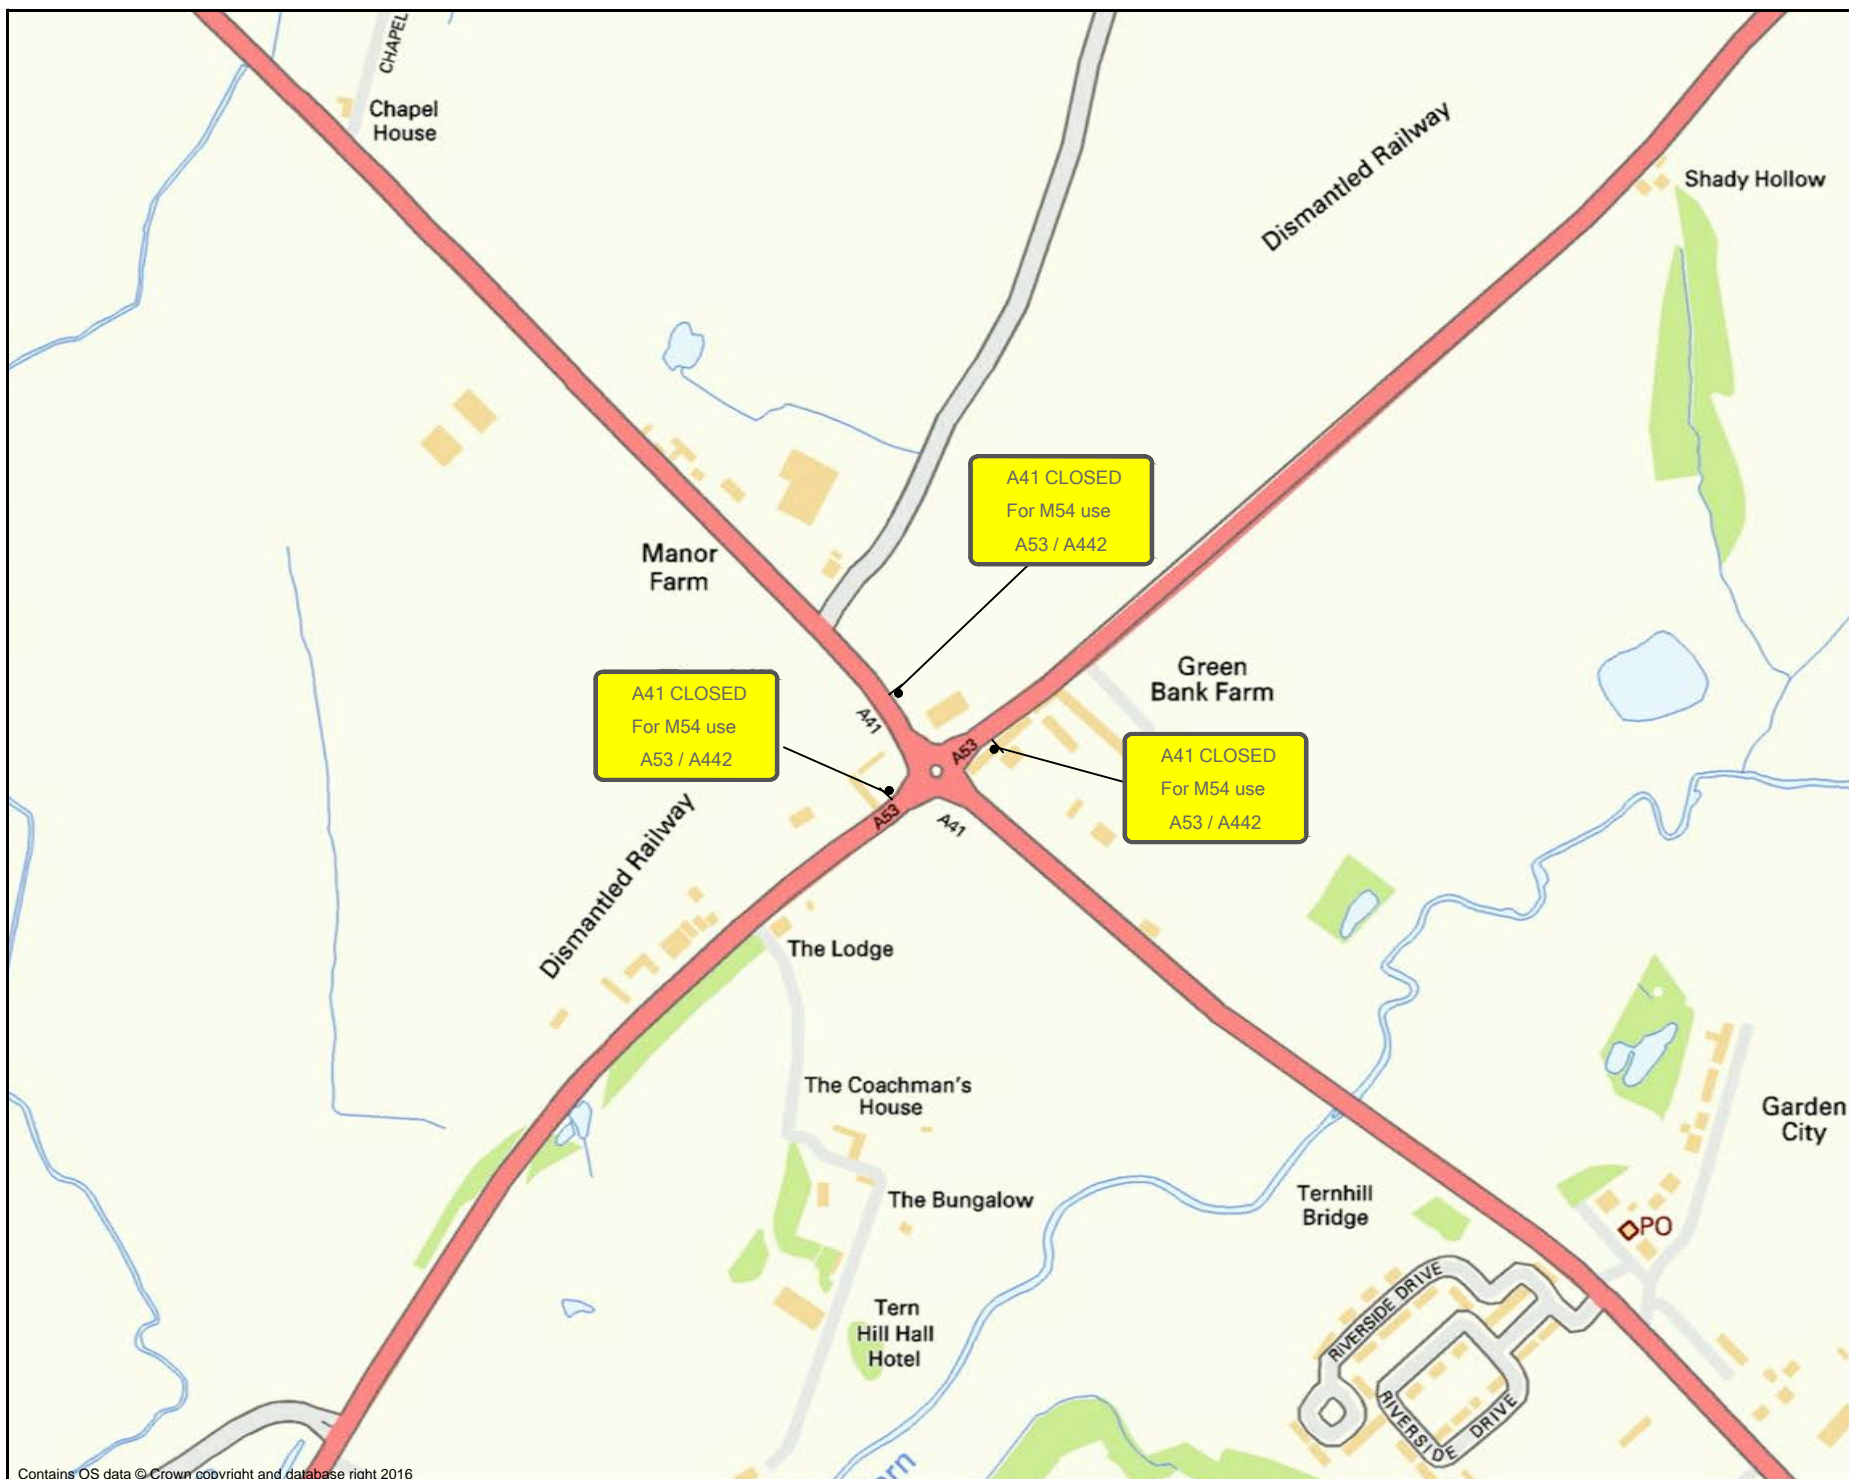 CHAPEL
Chapel
House
Dismantled Railway
Shady Hollow
A41 CLOSED
For M54 use
A53 / A442
Manor
Farm
Green
Bank Farm
A41 CLOSED
For M54 use
A53 / A442
A41
A53
A41 CLOSED
For M54 use
A53 / A442
A53
A41
Dismantled Railway
The Lodge
The Coachman's
House
Garden
City
The Bungalow
Ternhill
Bridge
PO
RIVERSIDE DRIVE
Tern
Hill Hall
Hotel
RIVERSIDE DRIVE
Contains OS data © Crown copyright and database right 2016